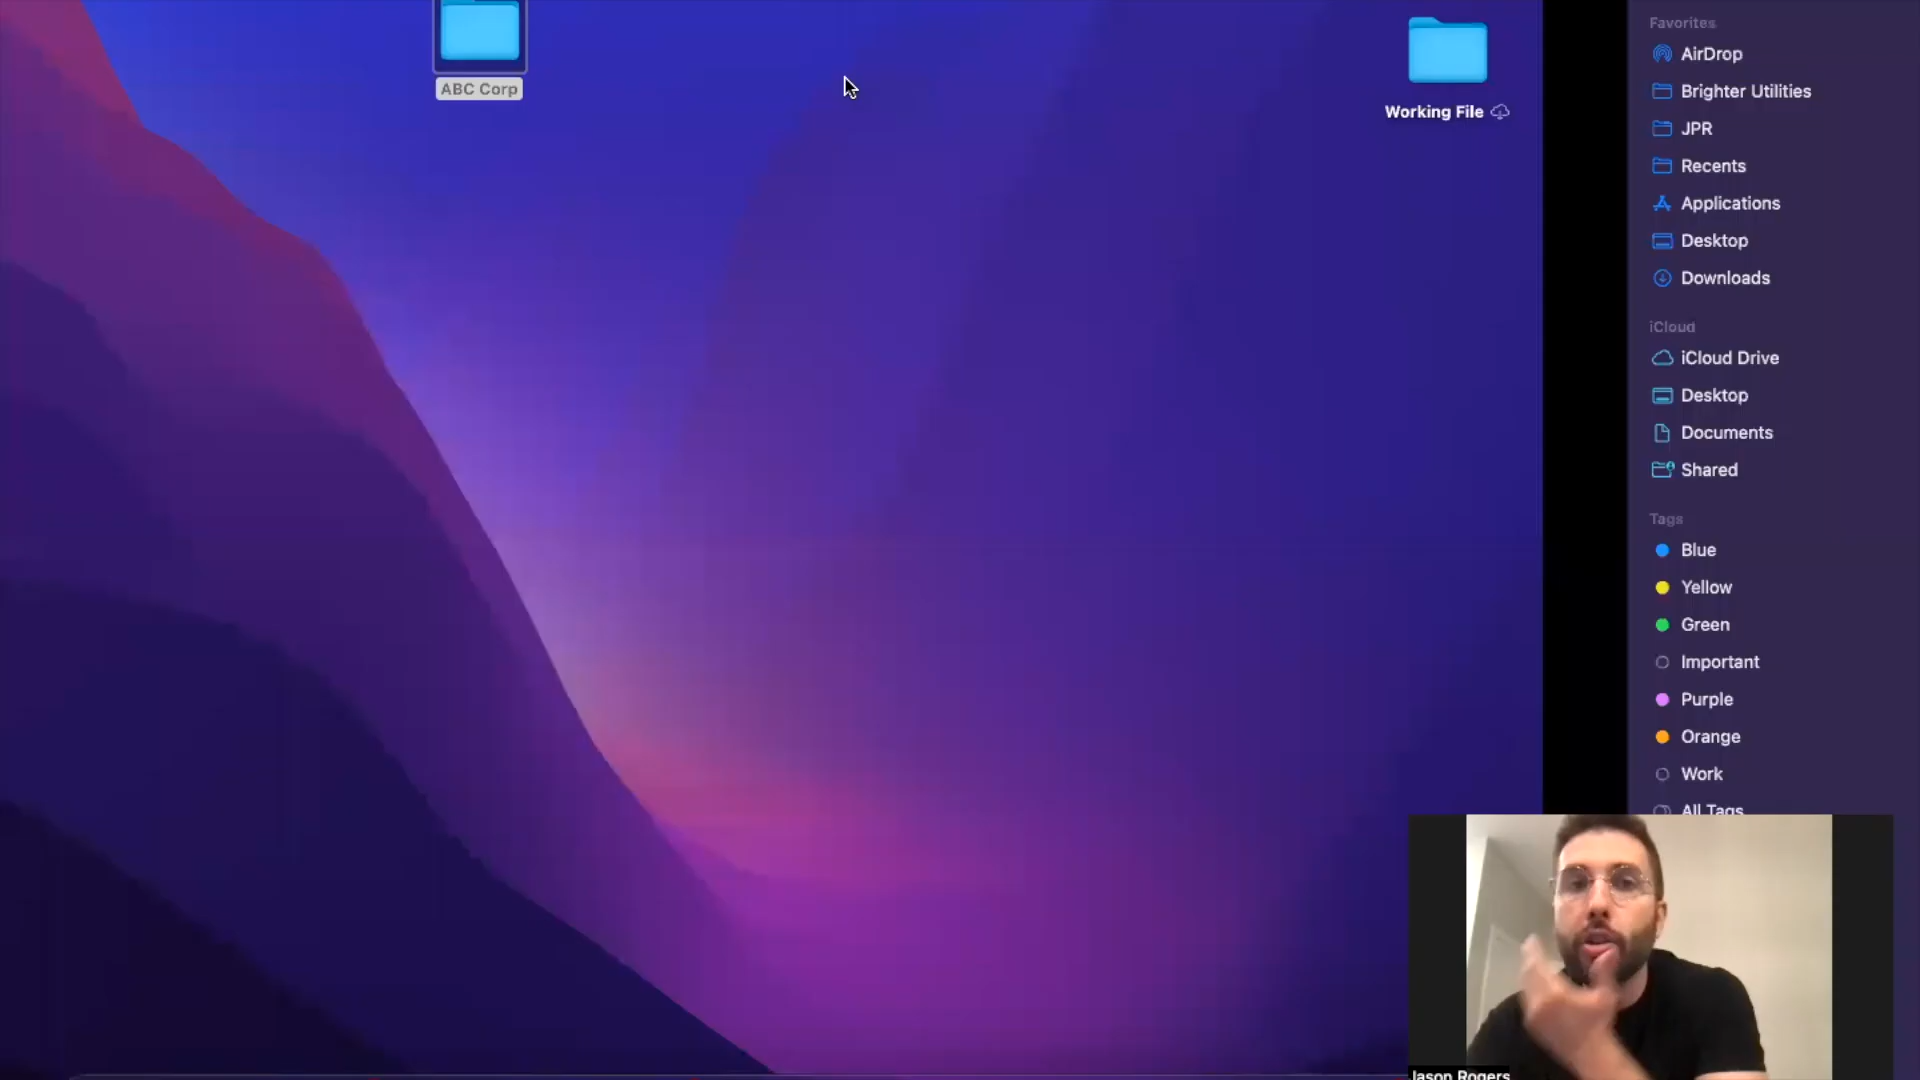 ABC Corp
Working File
Favorites
AirDrop
Brighter Utilities
JPR
Recents
Applications
Desktop
Downloads
iCloud
iCloud Drive
Desktop
Documents
Shared
Tags
Blue
Yellow
Green
Important
Purple
Orange
Work
All Tags
Jason Rogers